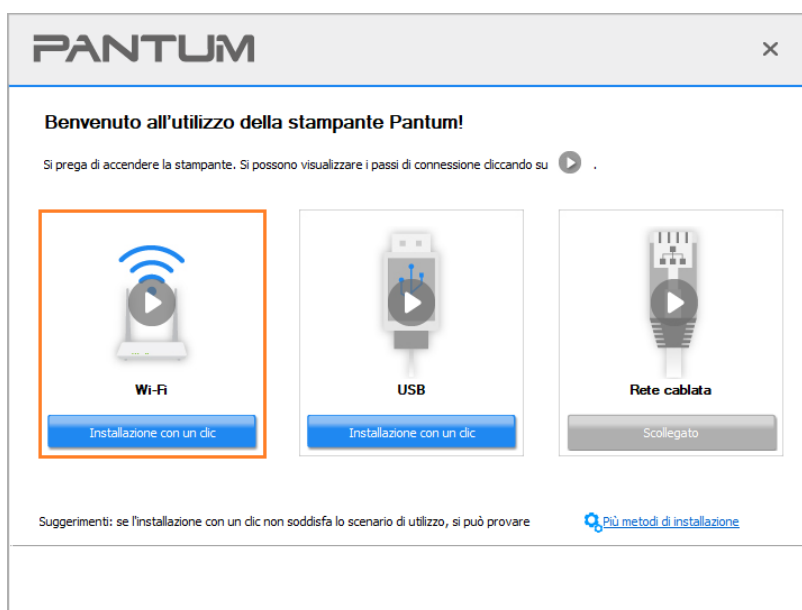 PANTUM
Benvenuto all'utilizzo della stampante Pantum!
Si prega di accendere la stampante. Si possono visualizzare i passi di connessione cliccando su .
Wi-Fi
USB
Rete cablata
Installazione con un clic
Installazione con un clic
Scollegato
Suggerimenti: se l'installazione con un clic non soddisfa lo scenario di utilizzo, si può provare
Più metodi di installazione